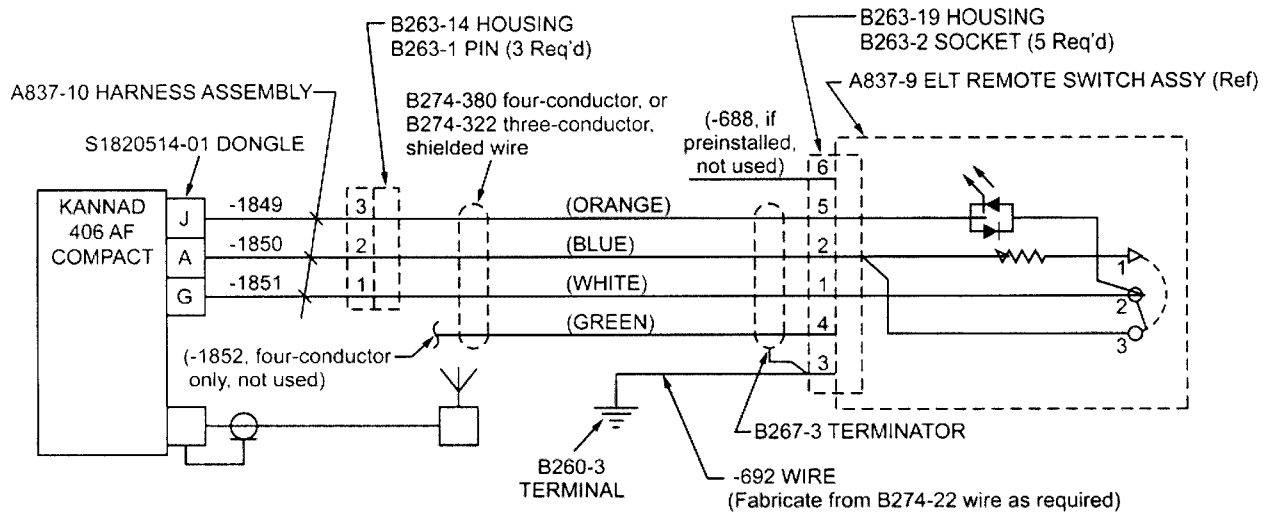 B263-14 HOUSING
B263-1 PIN (3 Req'd)
B263-19 HOUSING
B263-2 SOCKET (5 Req'd)
A837-9 ELT REMOTE SWITCH ASSY (Ref)
A837-10 HARNESS ASSEMBLY
B274-380 four-conductor, or
B274-322 three-conductor,
shielded wire
(-688, if
preinstalled,
not used)
S1820514-01 DONGLE
KANNAD
406 AF
COMPACT
J
A
G
-1849
-1850
-1851
3
2
1
(ORANGE)
(BLUE)
(WHITE)
(GREEN)
6
5
2
1
4
3
1
2
3
(-1852, four-conductor
only, not used)
B267-3 TERMINATOR
B260-3
TERMINAL
-692 WIRE
(Fabricate from B274-22 wire as required)